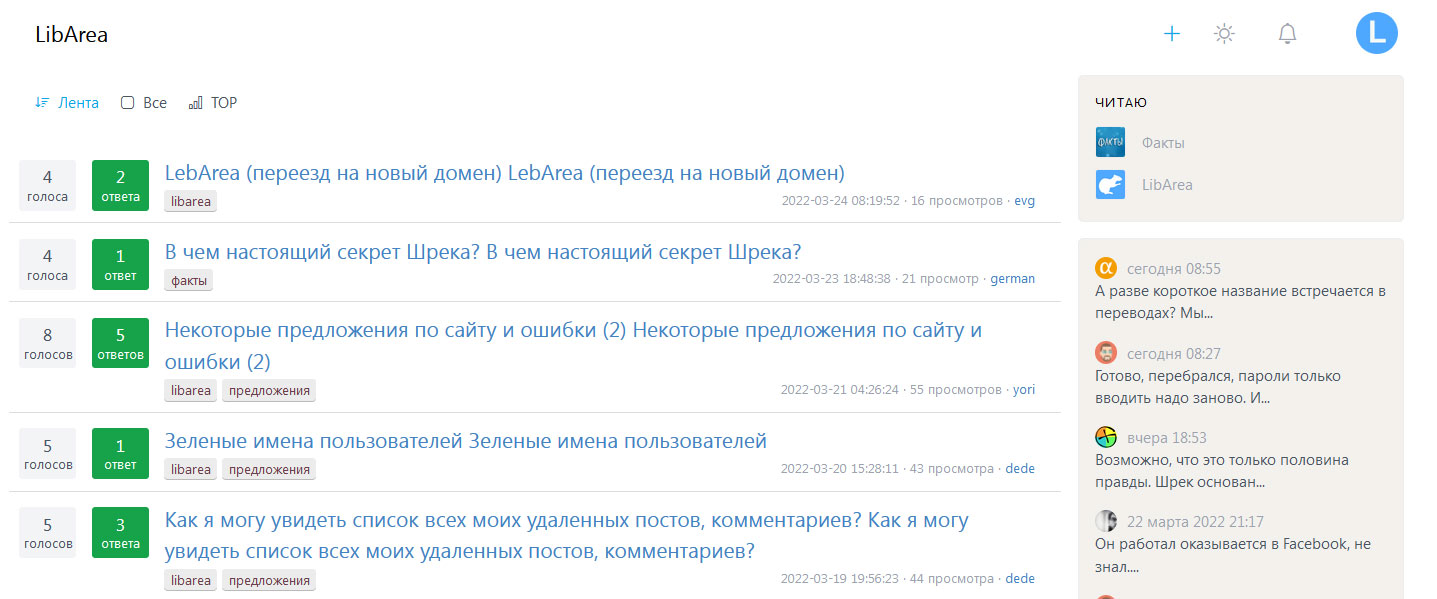 LibArea
L
Лента Все TOP
4 голоса
2 ответа
LebArea (переезд на новый домен) LebArea (переезд на новый домен)
libarea
2022-03-24 08:19:52 · 16 просмотров · evg
4 голоса
1 ответ
В чем настоящий секрет Шрека? В чем настоящий секрет Шрека?
факты
2022-03-23 18:48:38 · 21 просмотр · german
8 голосов
5 ответов
Некоторые предложения по сайту и ошибки (2) Некоторые предложения по сайту и
ошибки (2)
libarea предложения
2022-03-21 04:26:24 · 55 просмотров · yori
5 голосов
1 ответ
Зеленые имена пользователей Зеленые имена пользователей
libarea предложения
2022-03-20 15:28:11 · 43 просмотра · dede
5 голосов
3 ответа
Как я могу увидеть список всех моих удаленных постов, комментариев? Как я могу
увидеть список всех моих удаленных постов, комментариев?
libarea предложения
2022-03-19 19:56:23 · 44 просмотра · dede
ЧИТАЮ
ФАКТЫ Факты
LibArea
α сегодня 08:55
А разве короткое название встречается в
переводах? Мы...
сегодня 08:27
Готово, перебрался, пароли только
вводить надо заново. И...
вчера 18:53
Возможно, что это только половина
правды. Шрек основан...
22 марта 2022 21:17
Он работал оказывается в Facebook, не
знал....